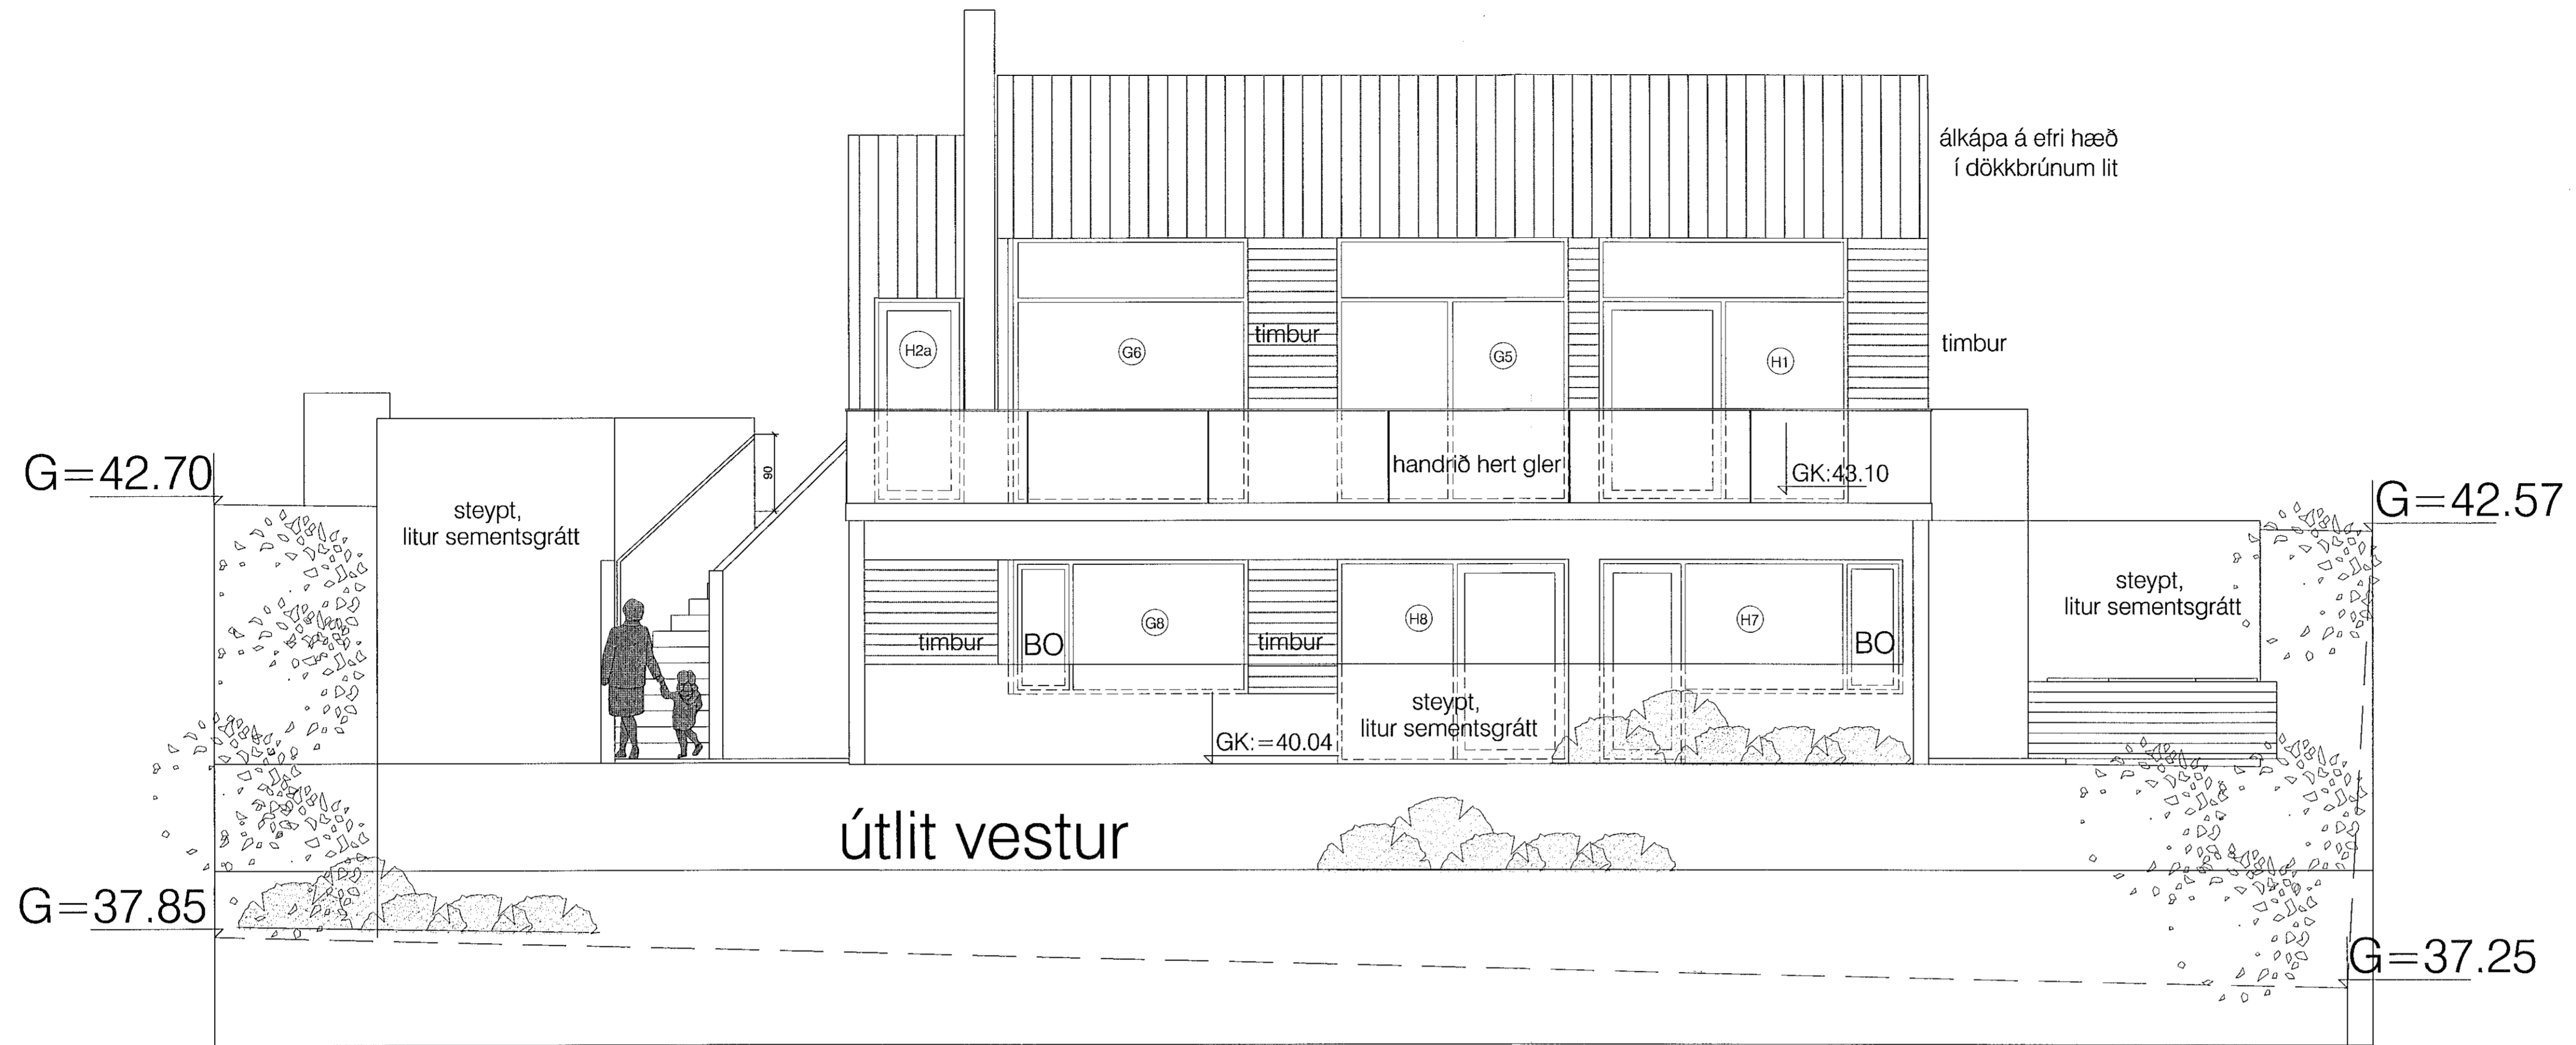 álkápa á efri hæð
í dökkbrúnum lit
timbur
timbur
H2a
G6
G5
H1
G=42.70
90
handrið hert gler
GK:43.10
G=42.57
steypt,
litur sementsgrátt
steypt,
litur sementsgrátt
timbur
BO
G8
timbur
H8
H7
BO
steypt,
litur sementsgrátt
GK:=40.04
útlit vestur
G=37.85
G=37.25